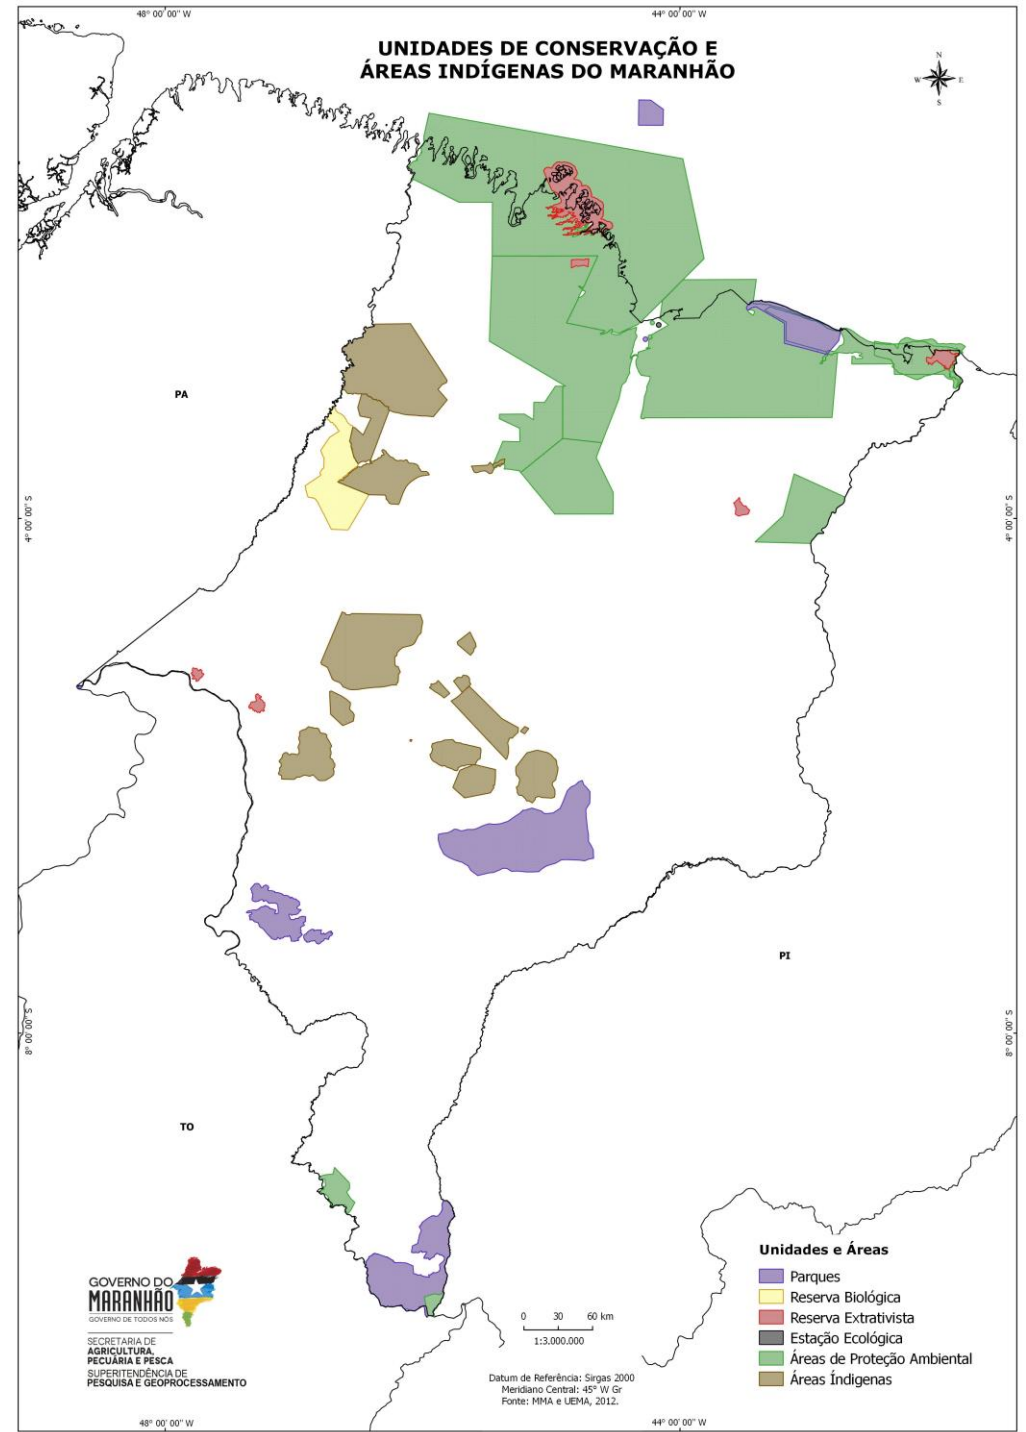 48° 00' 00'' W
44° 00' 00'' W
UNIDADES DE CONSERVAÇÃO E
ÁREAS INDÍGENAS DO MARANHÃO
N
W
E
S
PA
4° 00' 00'' S
4° 00' 00'' S
PI
8° 00' 00'' S
8° 00' 00'' S
TO
Unidades e Áreas
Parques
Reserva Biológica
Reserva Extrativista
Estação Ecológica
Áreas de Proteção Ambiental
Áreas Índigenas
GOVERNO DO
MARANHÃO
GOVERNO DE TODOS NÓS
SECRETARIA DE
AGRICULTURA,
PECUÁRIA E PESCA
SUPERITENDÊNCIA DE
PESQUISA E GEOPROCESSAMENTO
0 30 60 km
1:3.000.000
Datum de Referência: Sirgas 2000
Meridiano Central: 45° W Gr
Fonte: MMA e UEMA, 2012.
48° 00' 00'' W
44° 00' 00'' W